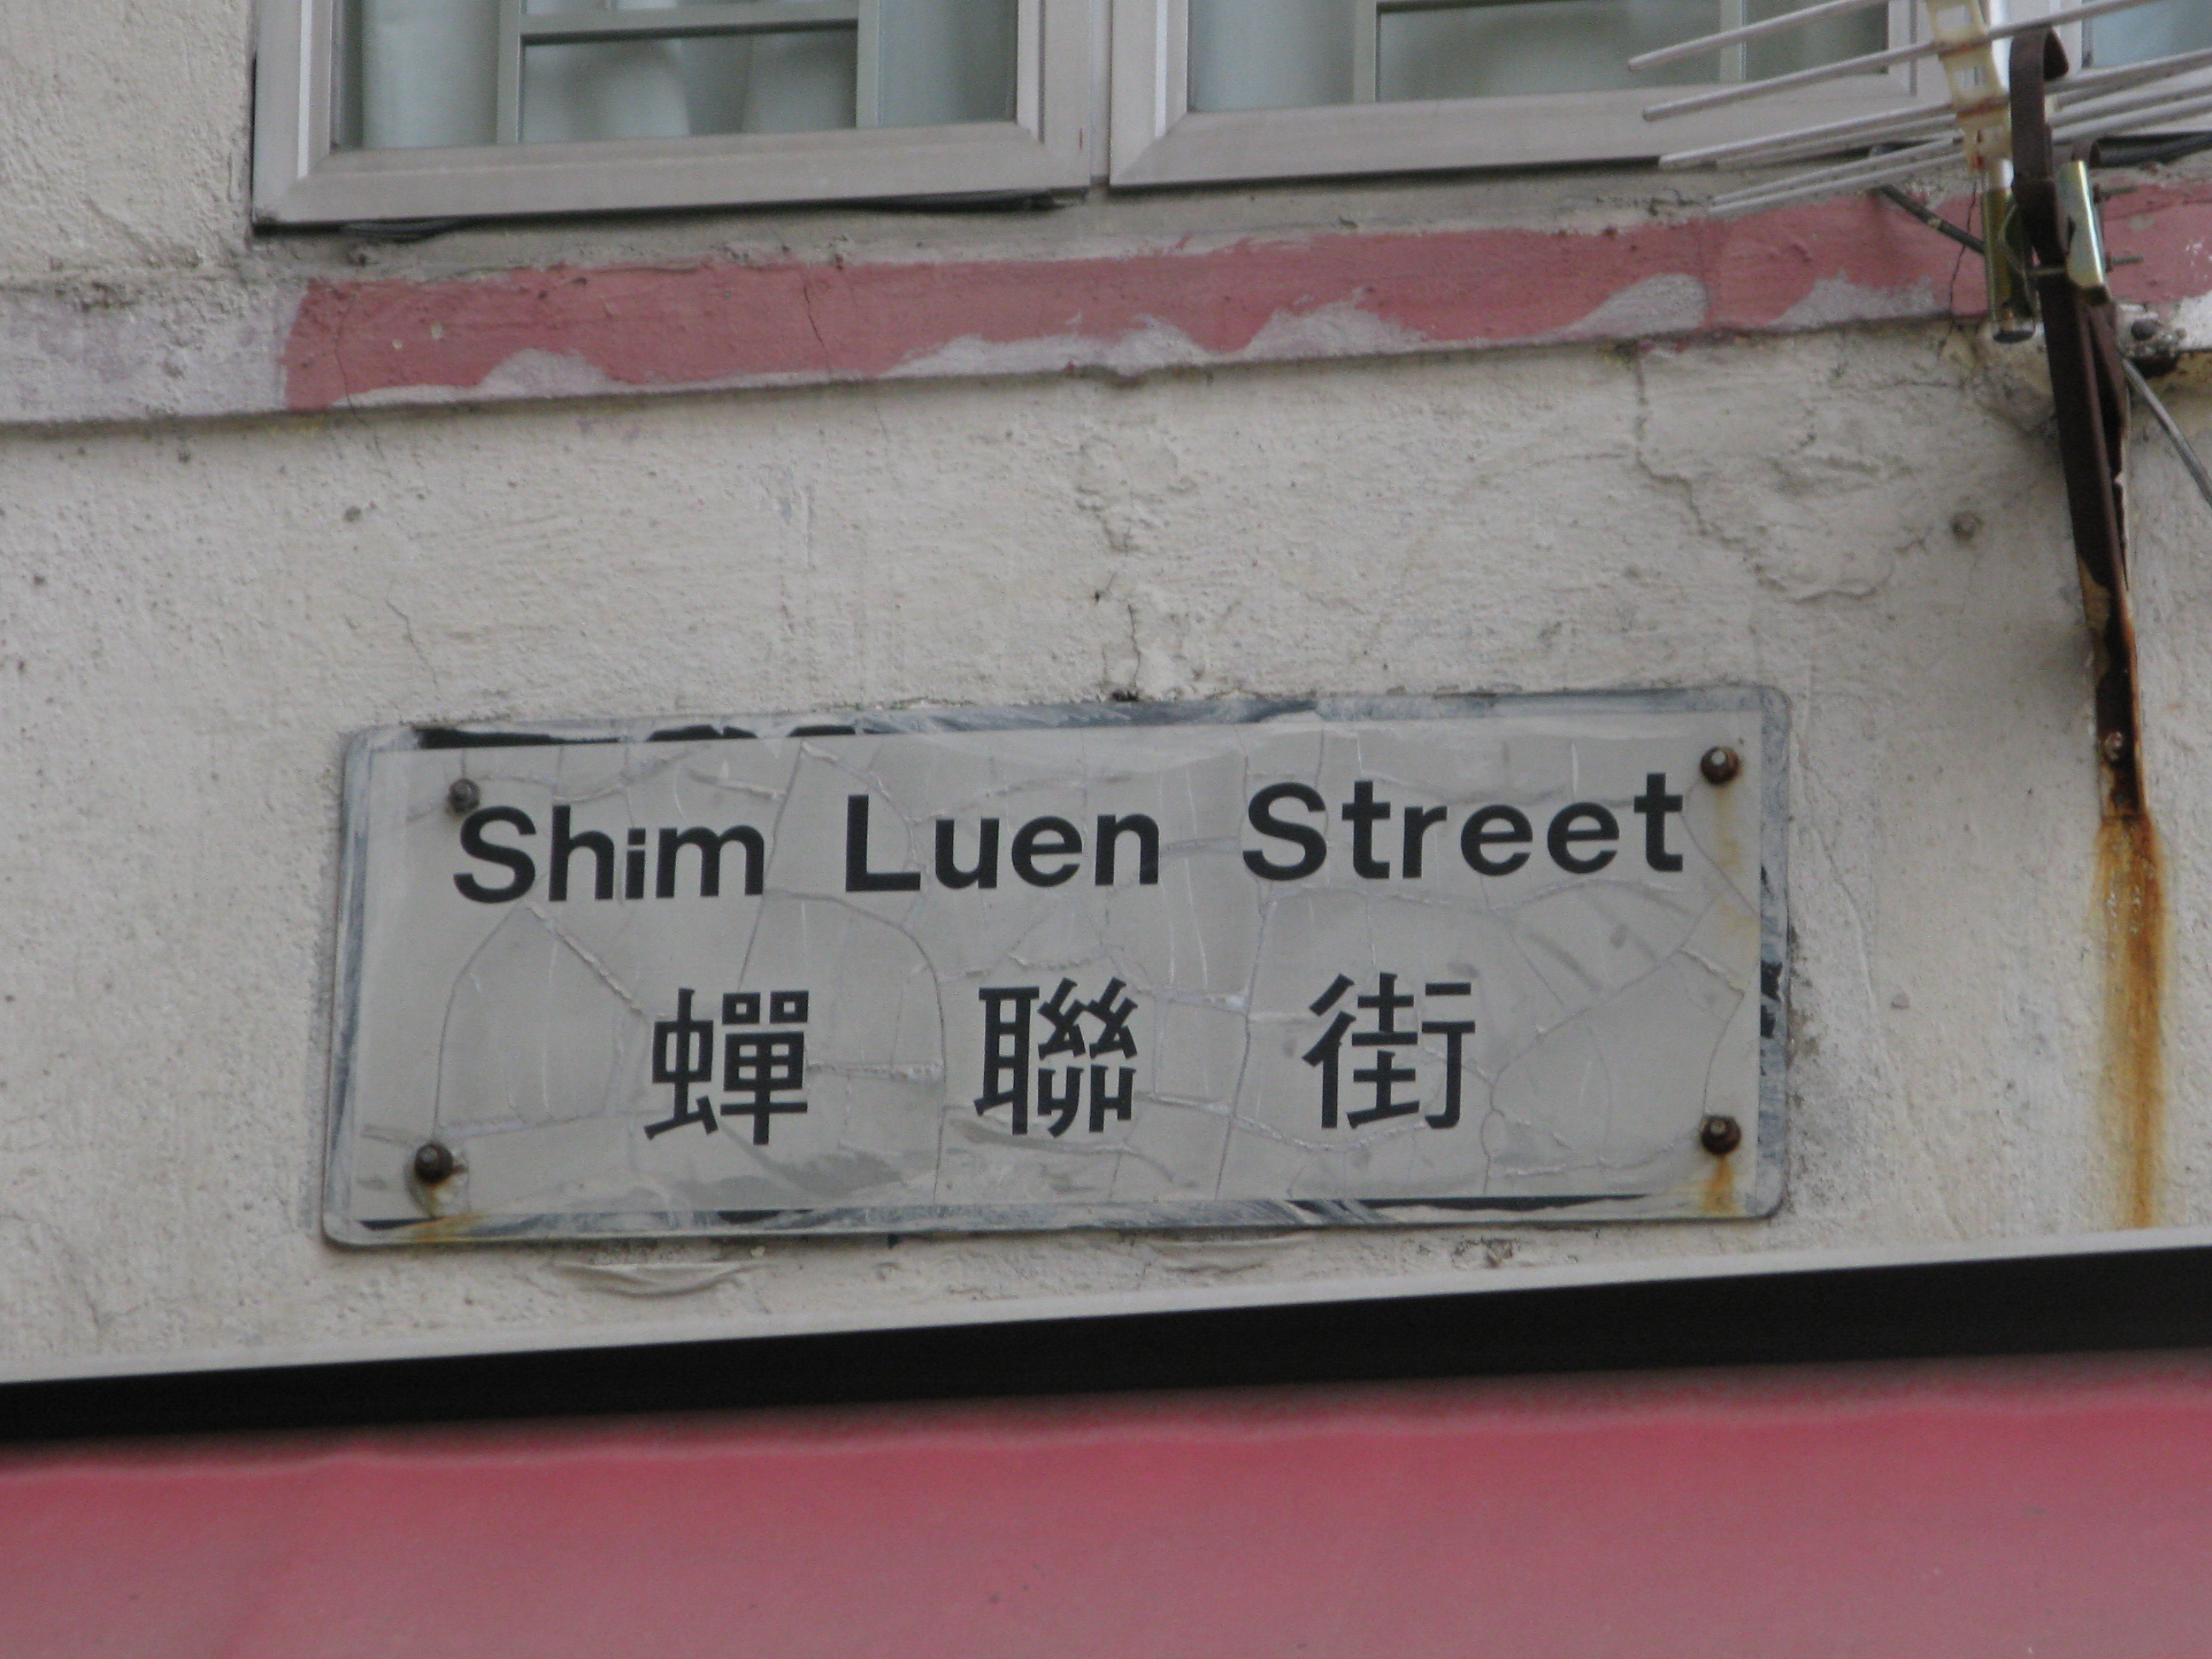 Shim Luen Street
蟬聯街